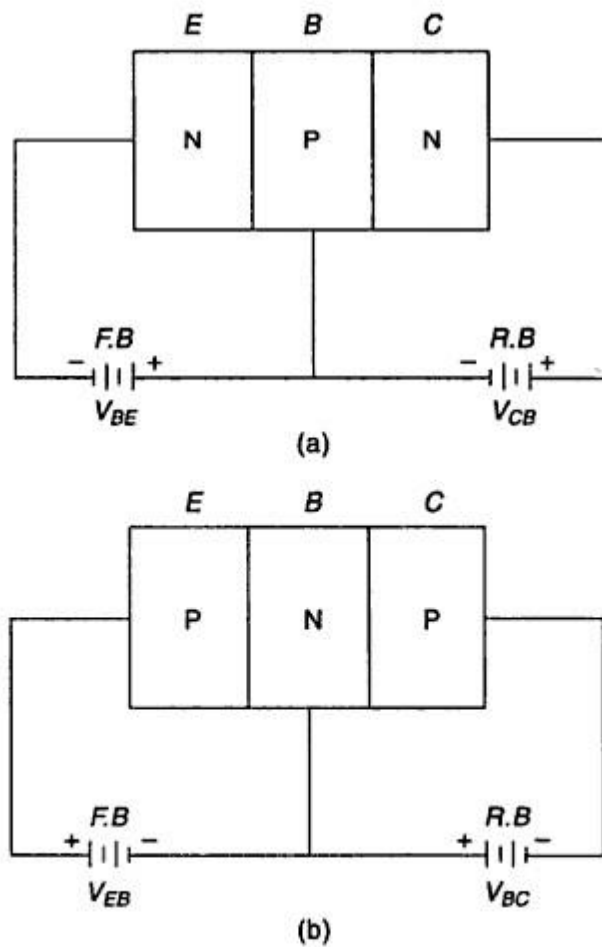 E B C
N P N
F.B R.B
− + − +
V_BE V_CB
(a)
E B C
P N P
F.B R.B
+ − + −
V_EB V_BC
(b)